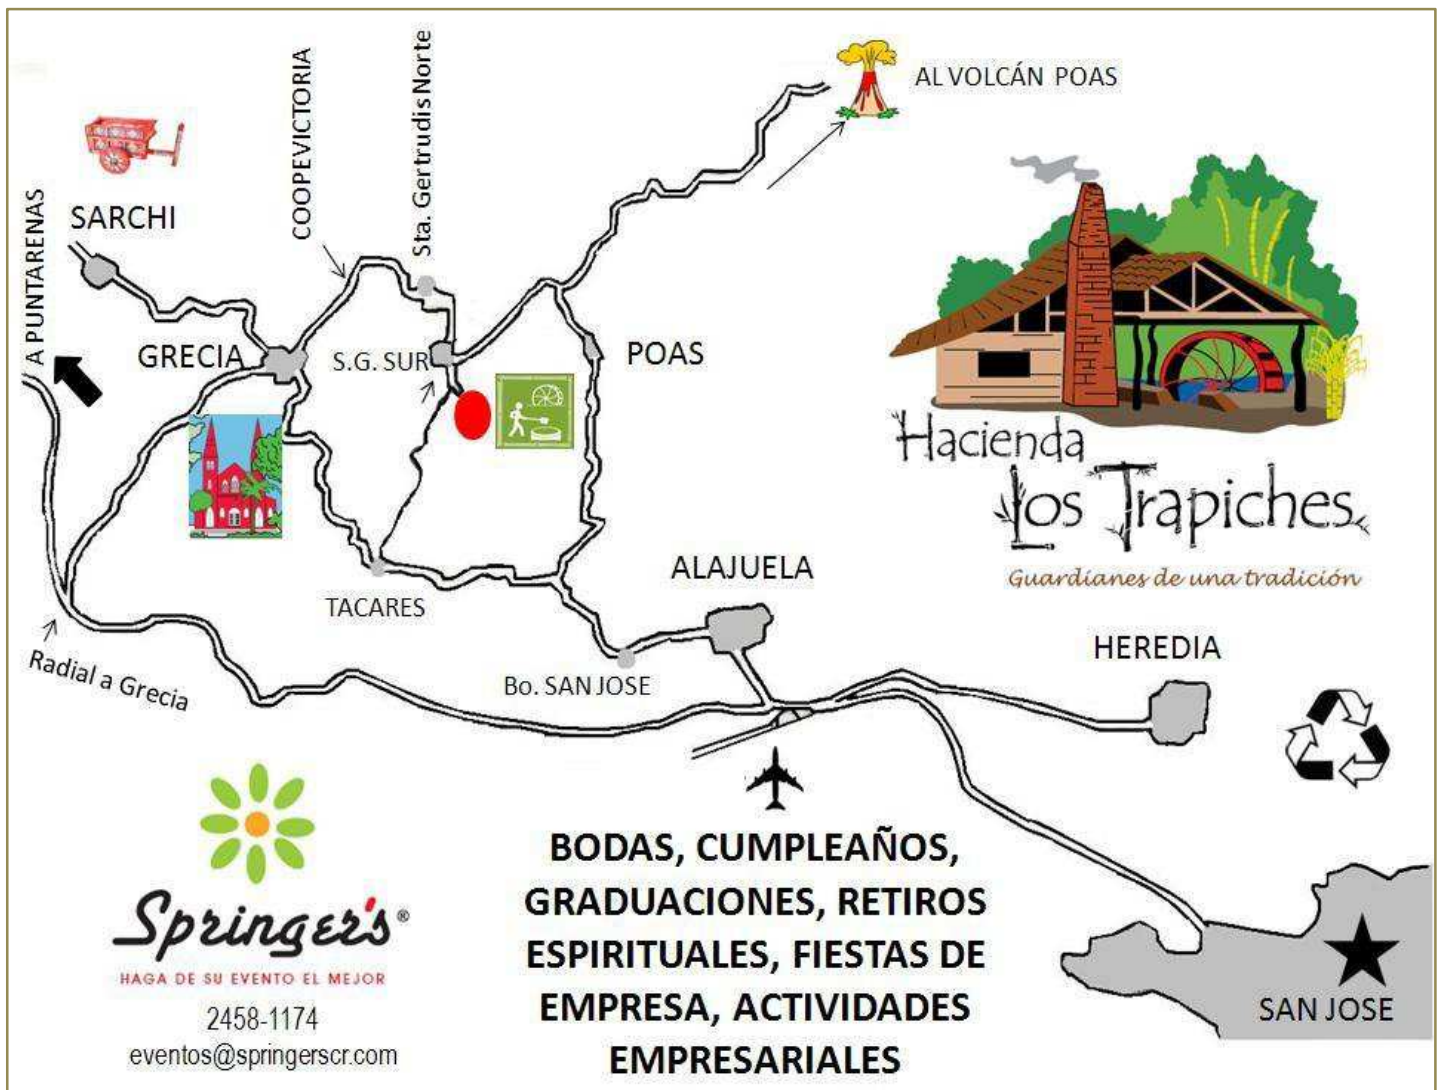 AL VOLCÁN POAS
COOPEVICTORIA
Sta. Gertrudis Norte
SARCHI
A PUNTARENAS
GRECIA
S.G. SUR
POAS
Hacienda
Los Trapiches
Guardianes de una tradición
ALAJUELA
TACARES
HEREDIA
Radial a Grecia
Bo. SAN JOSE
Springer's®
HAGA DE SU EVENTO EL MEJOR
2458-1174
eventos@springerscr.com
BODAS, CUMPLEAÑOS,
GRADUACIONES, RETIROS
ESPIRITUALES, FIESTAS DE
EMPRESA, ACTIVIDADES
EMPRESARIALES
SAN JOSE